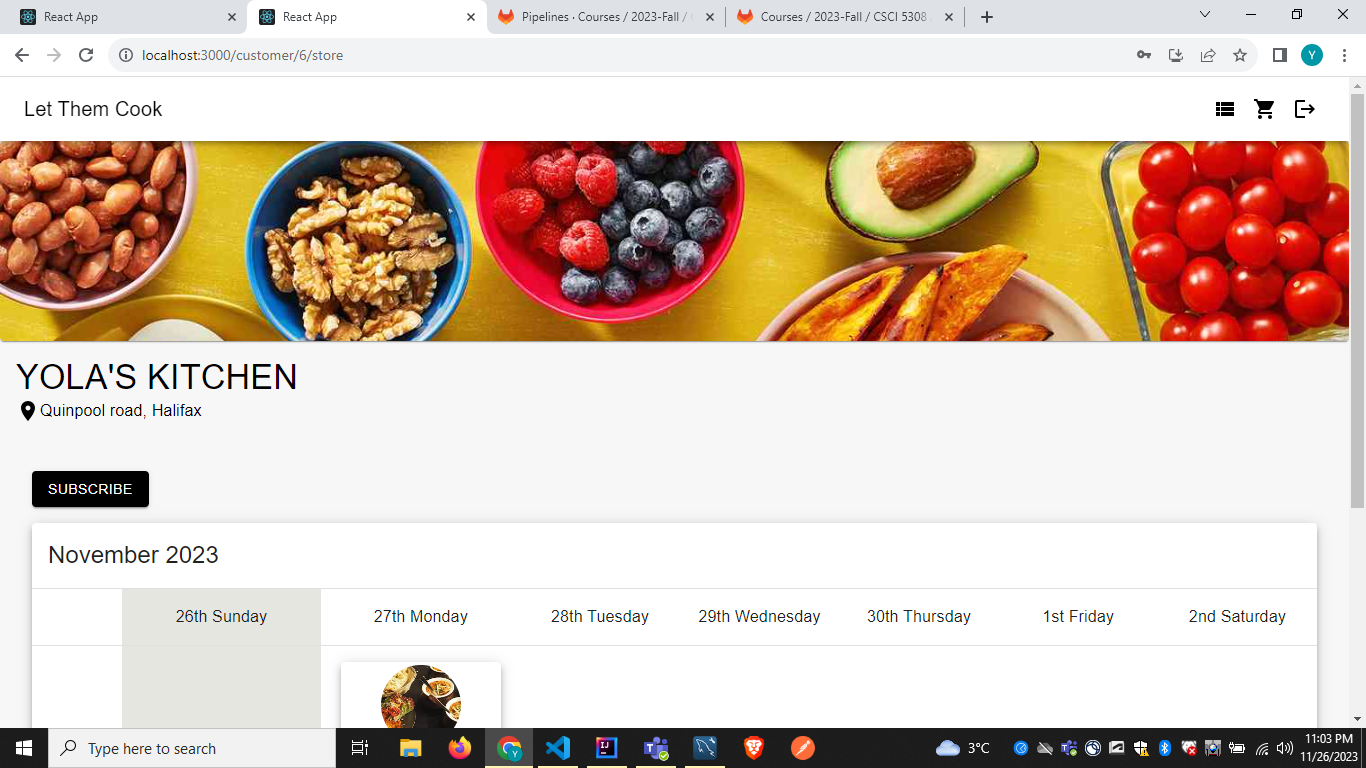 React App
React App
Pipelines · Courses / 2023-Fall /
Courses / 2023-Fall / CSCI 5308
localhost:3000/customer/6/store
Y
Let Them Cook
YOLA'S KITCHEN
Quinpool road, Halifax
SUBSCRIBE
November 2023
26th Sunday 27th Monday 28th Tuesday 29th Wednesday 30th Thursday 1st Friday 2nd Saturday
Type here to search
3°C
11:03 PM
11/26/2023